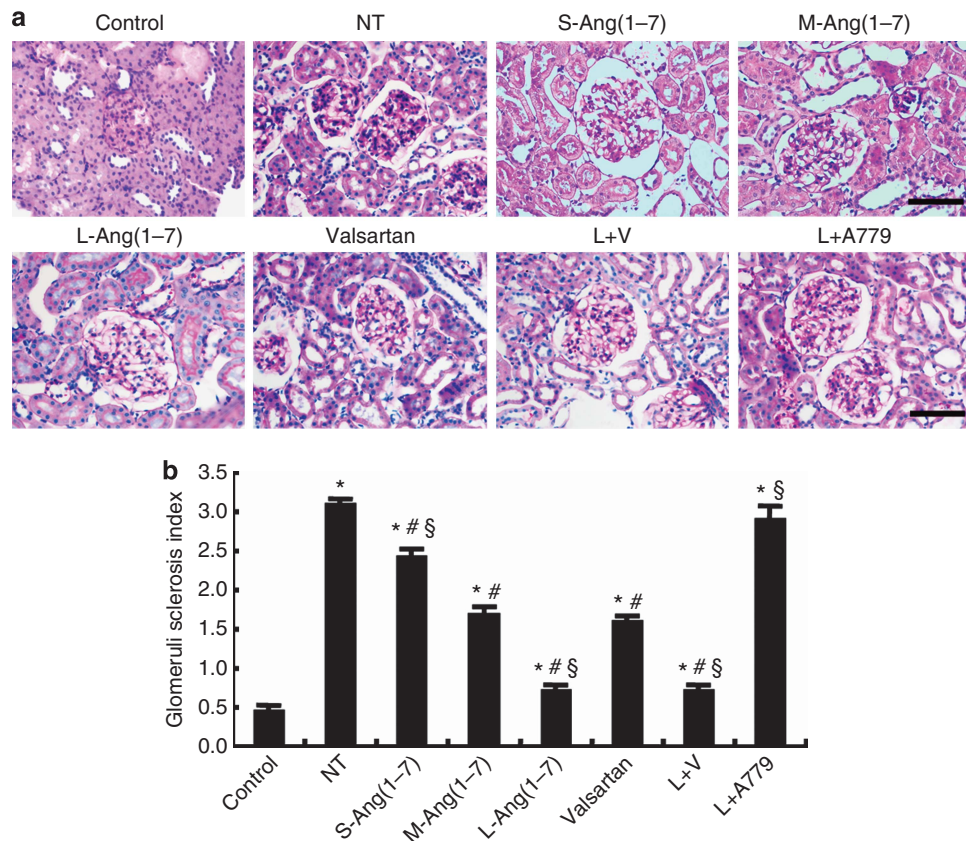 a
Control NT S-Ang(1–7) M-Ang(1–7)
L-Ang(1–7) Valsartan L+V L+A779
b
Glomeruli sclerosis index
3.5
3.0
2.5
2.0
1.5
1.0
0.5
0.0
*
* # §
* #
* # §
* #
* # §
* §
Control
NT
S-Ang(1–7)
M-Ang(1–7)
L-Ang(1–7)
Valsartan
L+V
L+A779